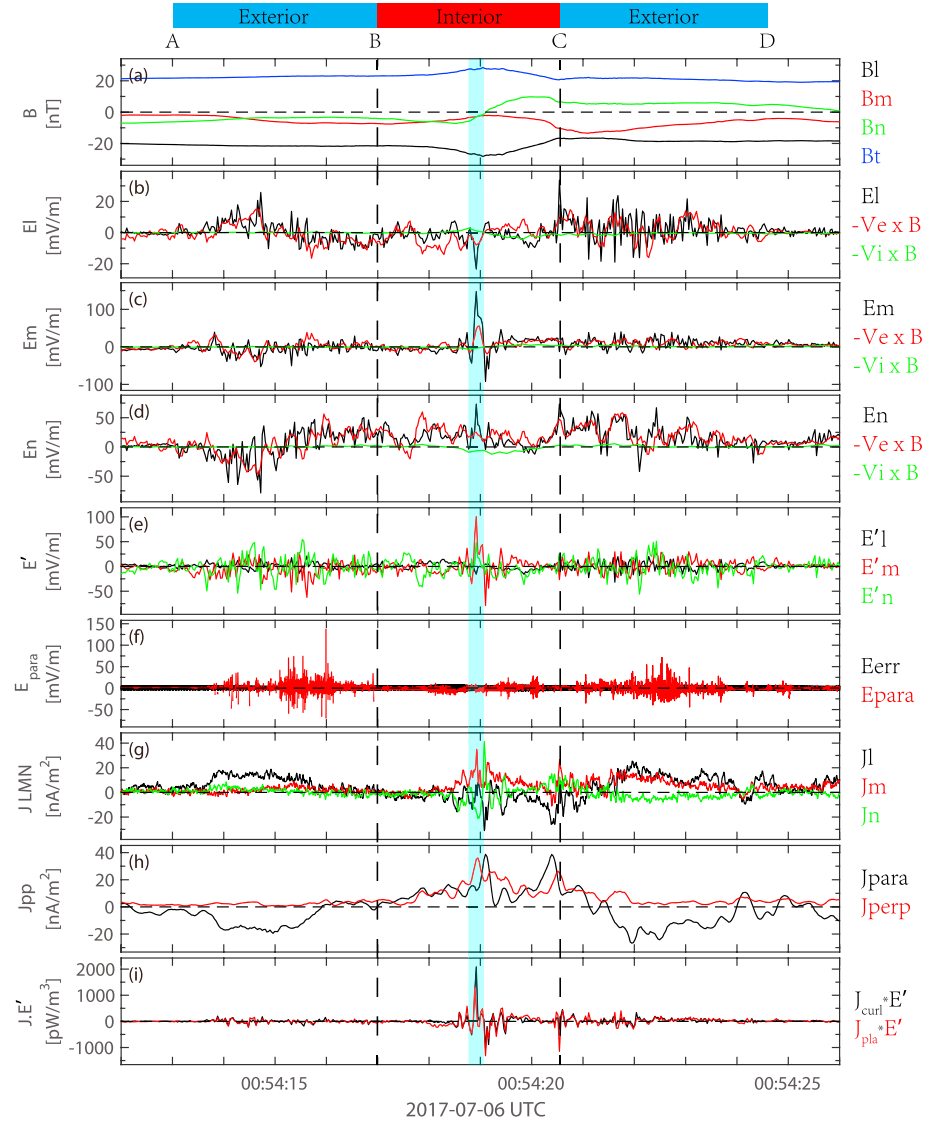 Exterior Interior Exterior
A B C D
(a)
B
[nT]
20
0
-20
Bl
Bm
Bn
Bt
(b)
El
[mV/m]
20
0
-20
El
-Ve x B
-Vi x B
(c)
Em
[mV/m]
100
0
-100
Em
-Ve x B
-Vi x B
(d)
En
[mV/m]
50
0
-50
En
-Ve x B
-Vi x B
(e)
E'
[mV/m]
100
50
0
-50
E'l
E'm
E'n
(f)
E para
[mV/m]
150
100
50
0
-50
Eerr
Epara
(g)
J LMN
[nA/m²]
40
20
0
-20
Jl
Jm
Jn
(h)
Jpp
[nA/m²]
40
20
0
-20
Jpara
Jperp
(i)
J.E'
[pW/m³]
2000
1000
0
-1000
J curl *E'
J pla *E'
00:54:15 00:54:20 00:54:25
2017-07-06 UTC